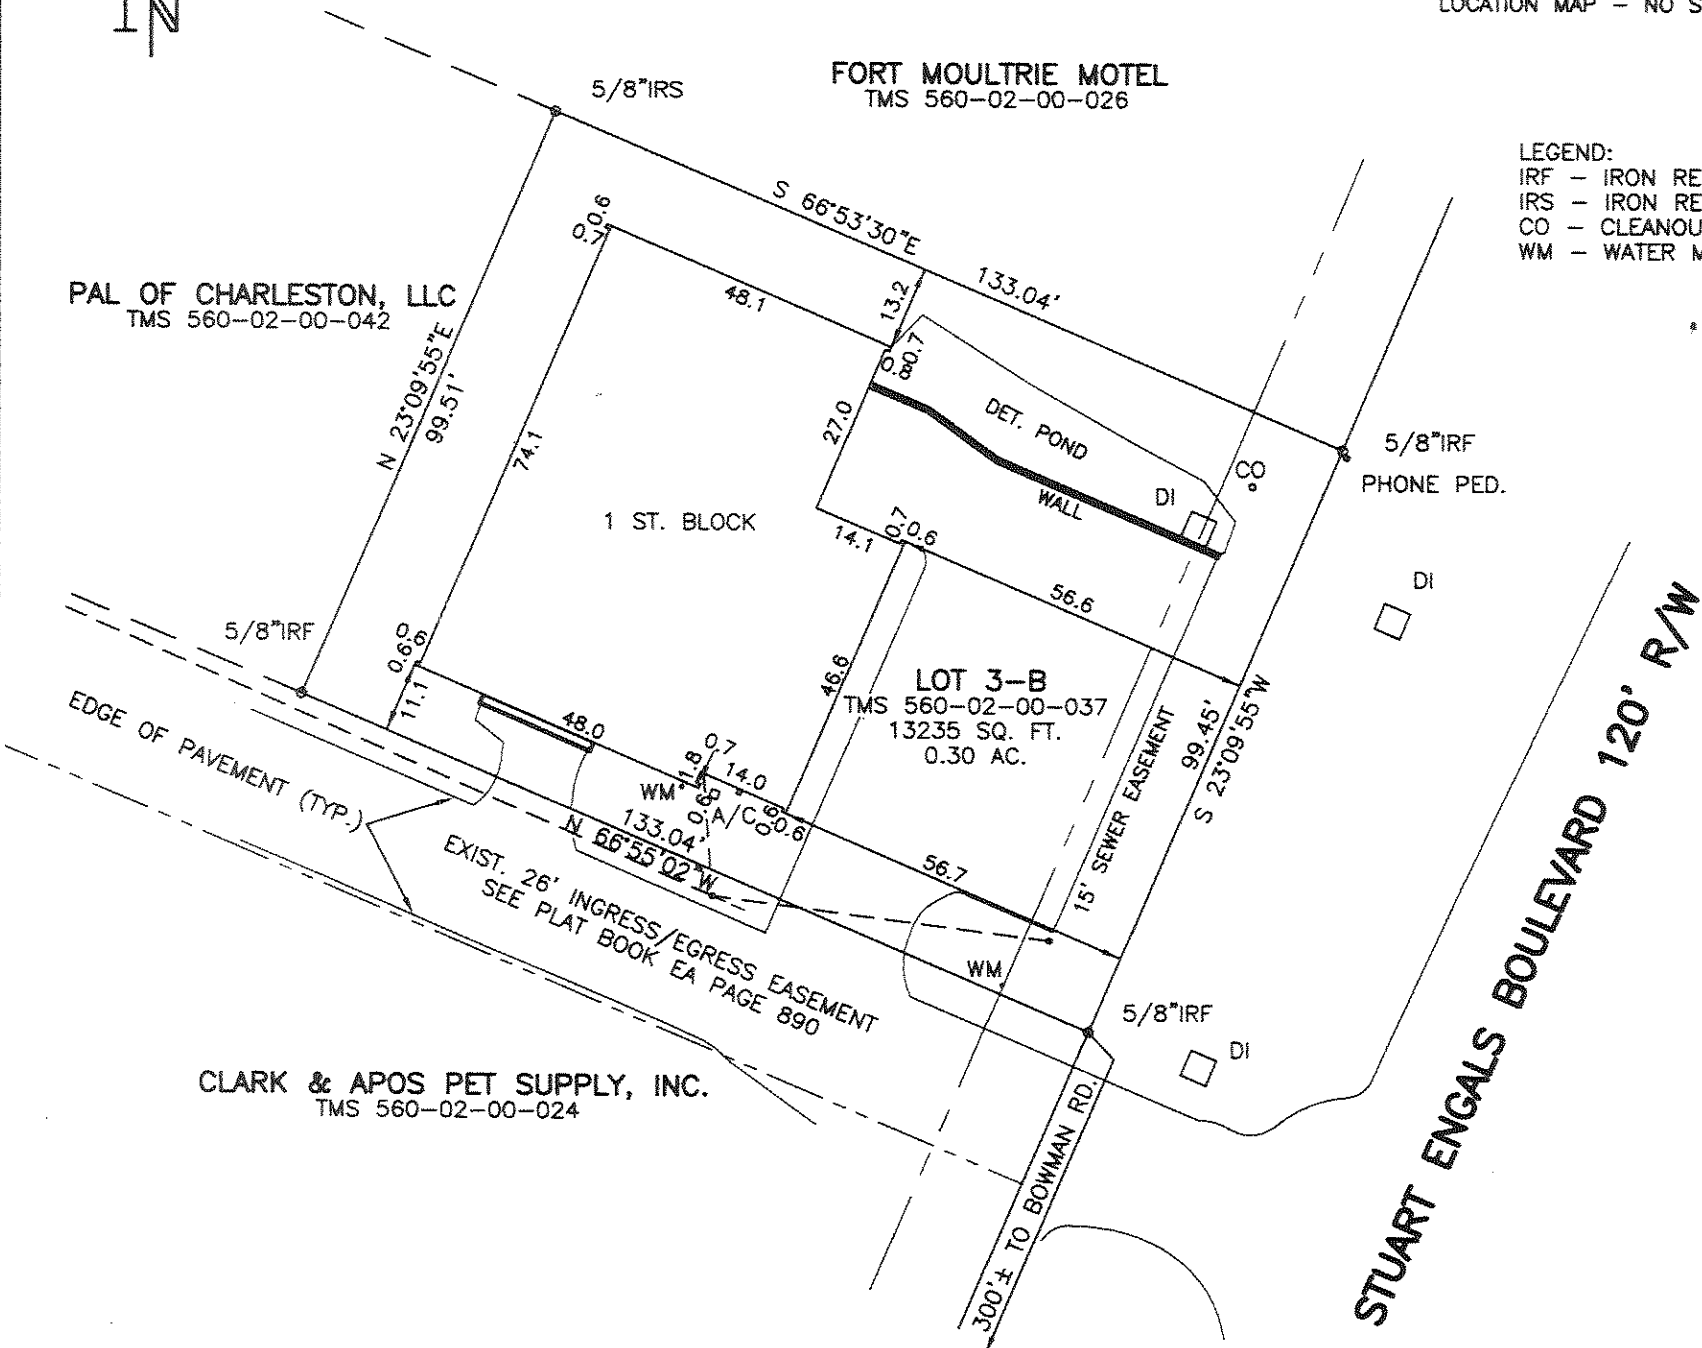 LOCATION MAP - NO S
N
5/8"IRS
FORT MOULTRIE MOTEL
TMS 560-02-00-026
LEGEND:
IRF - IRON RE
IRS - IRON RE
CO - CLEANOU
WM - WATER M
S 66°53'30"E
133.04'
0.6
0.7
48.1
13.2
PAL OF CHARLESTON, LLC
TMS 560-02-00-042
N 23°09'55"E
99.51'
74.1
0.7
0.8
27.0
DET. POND
WALL
DI
CO
5/8"IRF
PHONE PED.
1 ST. BLOCK
14.1
0.7
0.6
56.6
DI
5/8"IRF
0.6
0.6
11.1
48.0
46.6
LOT 3-B
TMS 560-02-00-037
13235 SQ. FT.
0.30 AC.
15' SEWER EASEMENT
99.45'
S 23°09'55"W
EDGE OF PAVEMENT (TYP.)
0.7
1.8
WM
14.0
0.6
A/C
0.6
0.6
133.04'
N 66°55'02"W
56.7
EXIST. 26' INGRESS/EGRESS EASEMENT
SEE PLAT BOOK EA PAGE 890
WM
5/8"IRF
DI
CLARK & APOS PET SUPPLY, INC.
TMS 560-02-00-024
300'± TO BOWMAN RD.
STUART ENGALS BOULEVARD 120' R/W